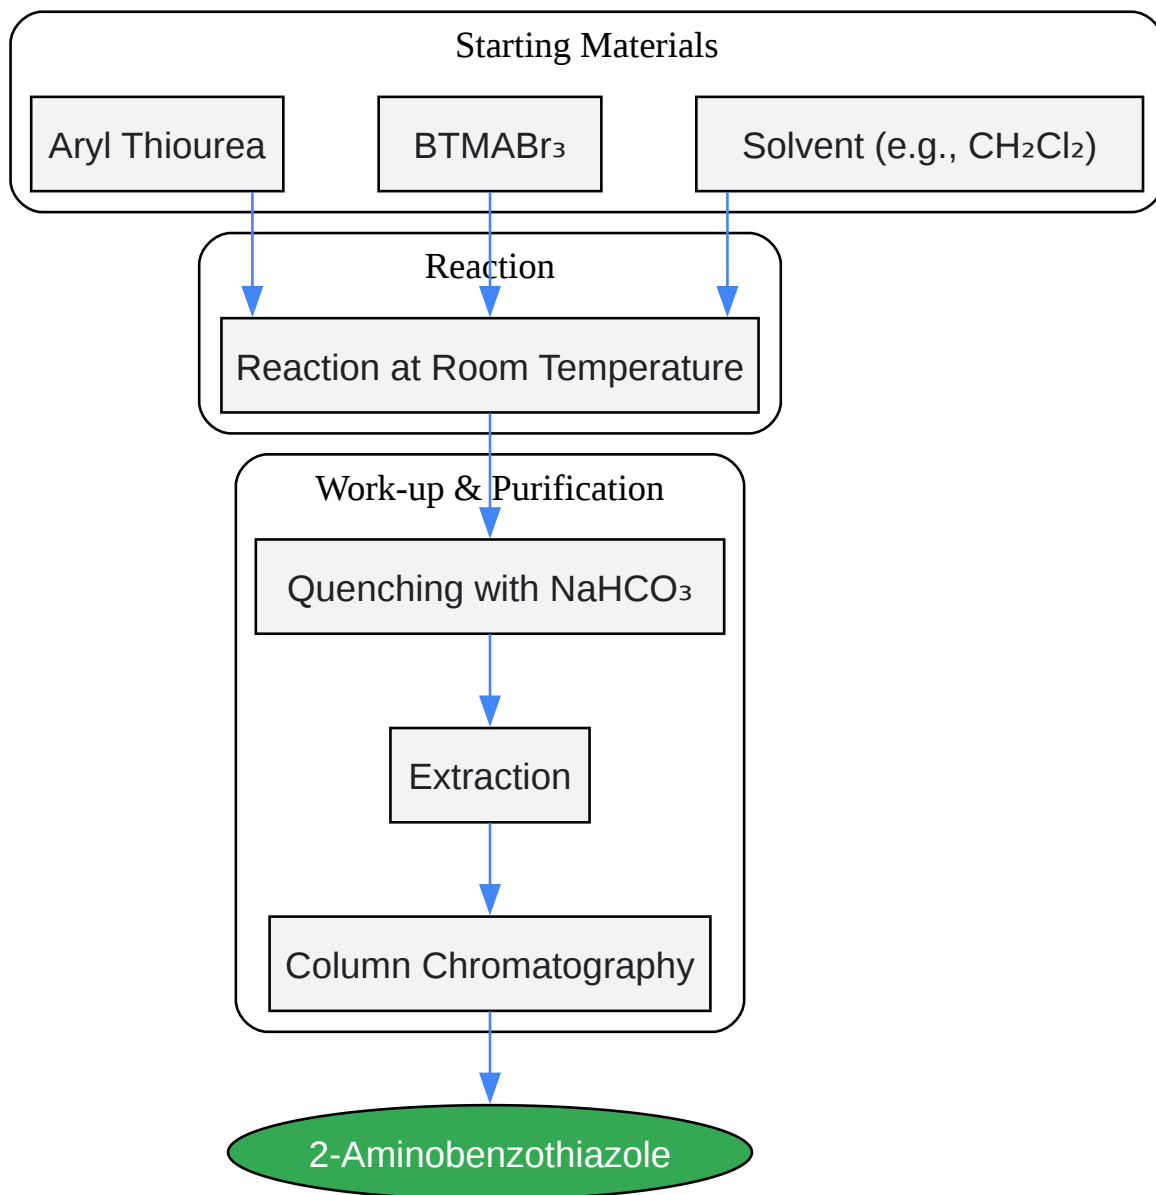 Starting Materials
Aryl Thiourea
BTMABr₃
Solvent (e.g., CH₂Cl₂)
Reaction
Reaction at Room Temperature
Work-up & Purification
Quenching with NaHCO₃
Extraction
Column Chromatography
2-Aminobenzothiazole